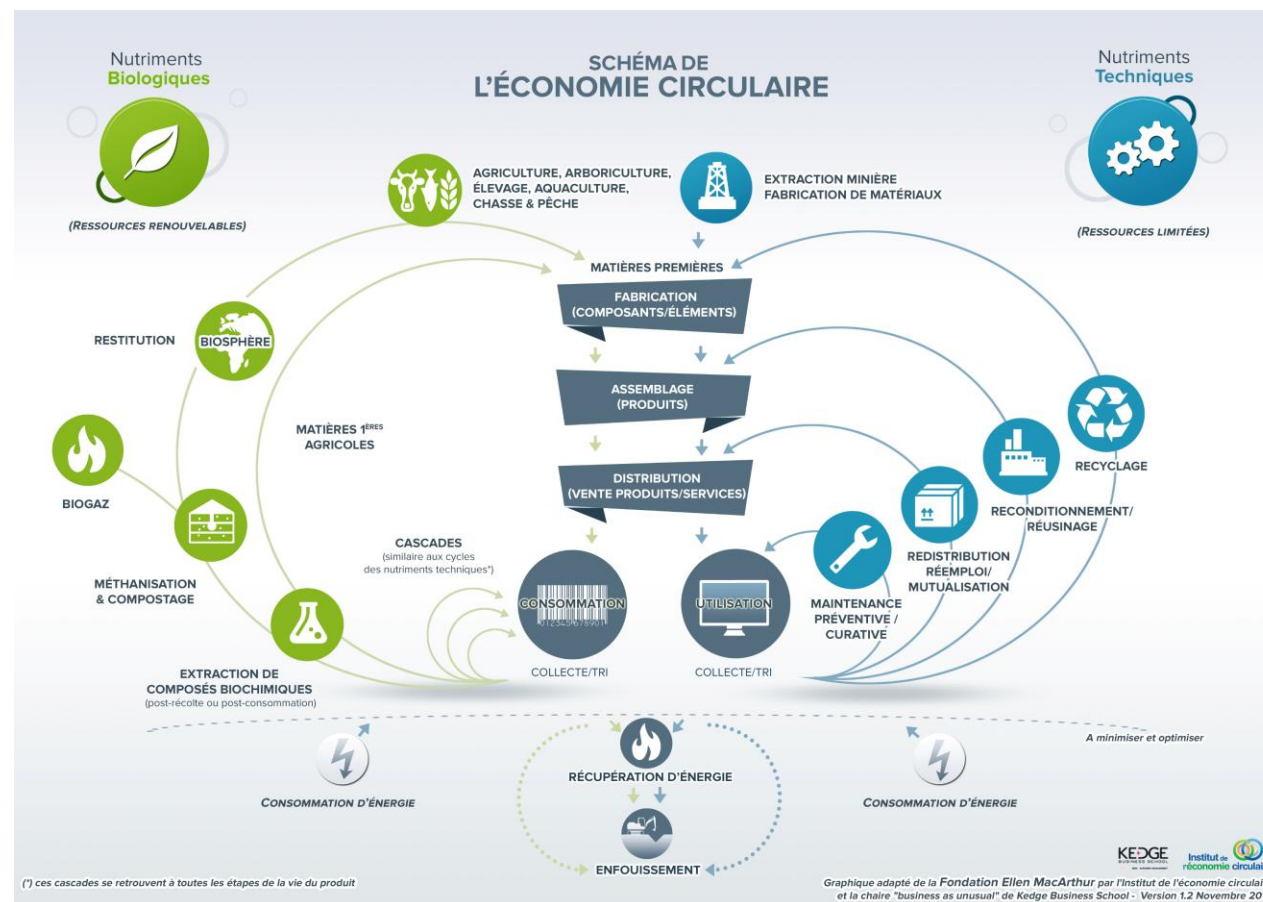 Nutriments
Biologiques
(Ressources renouvelables)
SCHÉMA DE
L'ÉCONOMIE CIRCULAIRE
Nutriments
Techniques
(Ressources limitées)
AGRICULTURE, ARBORICULTURE,
ÉLEVAGE, AQUACULTURE,
CHASSE & PÊCHE
EXTRACTION MINIÈRE
FABRICATION DE MATÉRIAUX
MATIÈRES PREMIÈRES
FABRICATION
(COMPOSANTS/ÉLÉMENTS)
RESTITUTION
BIOSPHÈRE
ASSEMBLAGE
(PRODUITS)
MATIÈRES 1ÈRES
AGRICOLES
DISTRIBUTION
(VENTE PRODUITS/SERVICES)
RECYCLAGE
BIOGAZ
RECONDITIONNEMENT/
RÉUSINAGE
CASCADES
(similaire aux cycles
des nutriments techniques*)
REDISTRIBUTION
RÉEMPLOI/
MUTUALISATION
MÉTHANISATION
& COMPOSTAGE
CONSOMMATION
012345678901
UTILISATION
MAINTENANCE
PRÉVENTIVE /
CURATIVE
EXTRACTION DE
COMPOSÉS BIOCHIMIQUES
(post-récolte ou post-consommation)
COLLECTE/TRI
COLLECTE/TRI
A minimiser et optimiser
RÉCUPÉRATION D'ÉNERGIE
Consommation d'énergie
Consommation d'énergie
ENFOUISSEMENT
KEDGE
BUSINESS SCHOOL
Institut de
l'économie circulai
(*) ces cascades se retrouvent à toutes les étapes de la vie du produit
Graphique adapté de la Fondation Ellen MacArthur par l'Institut de l'économie circulai
et la chaire "business as unusual" de Kedge Business School - Version 1.2 Novembre 20